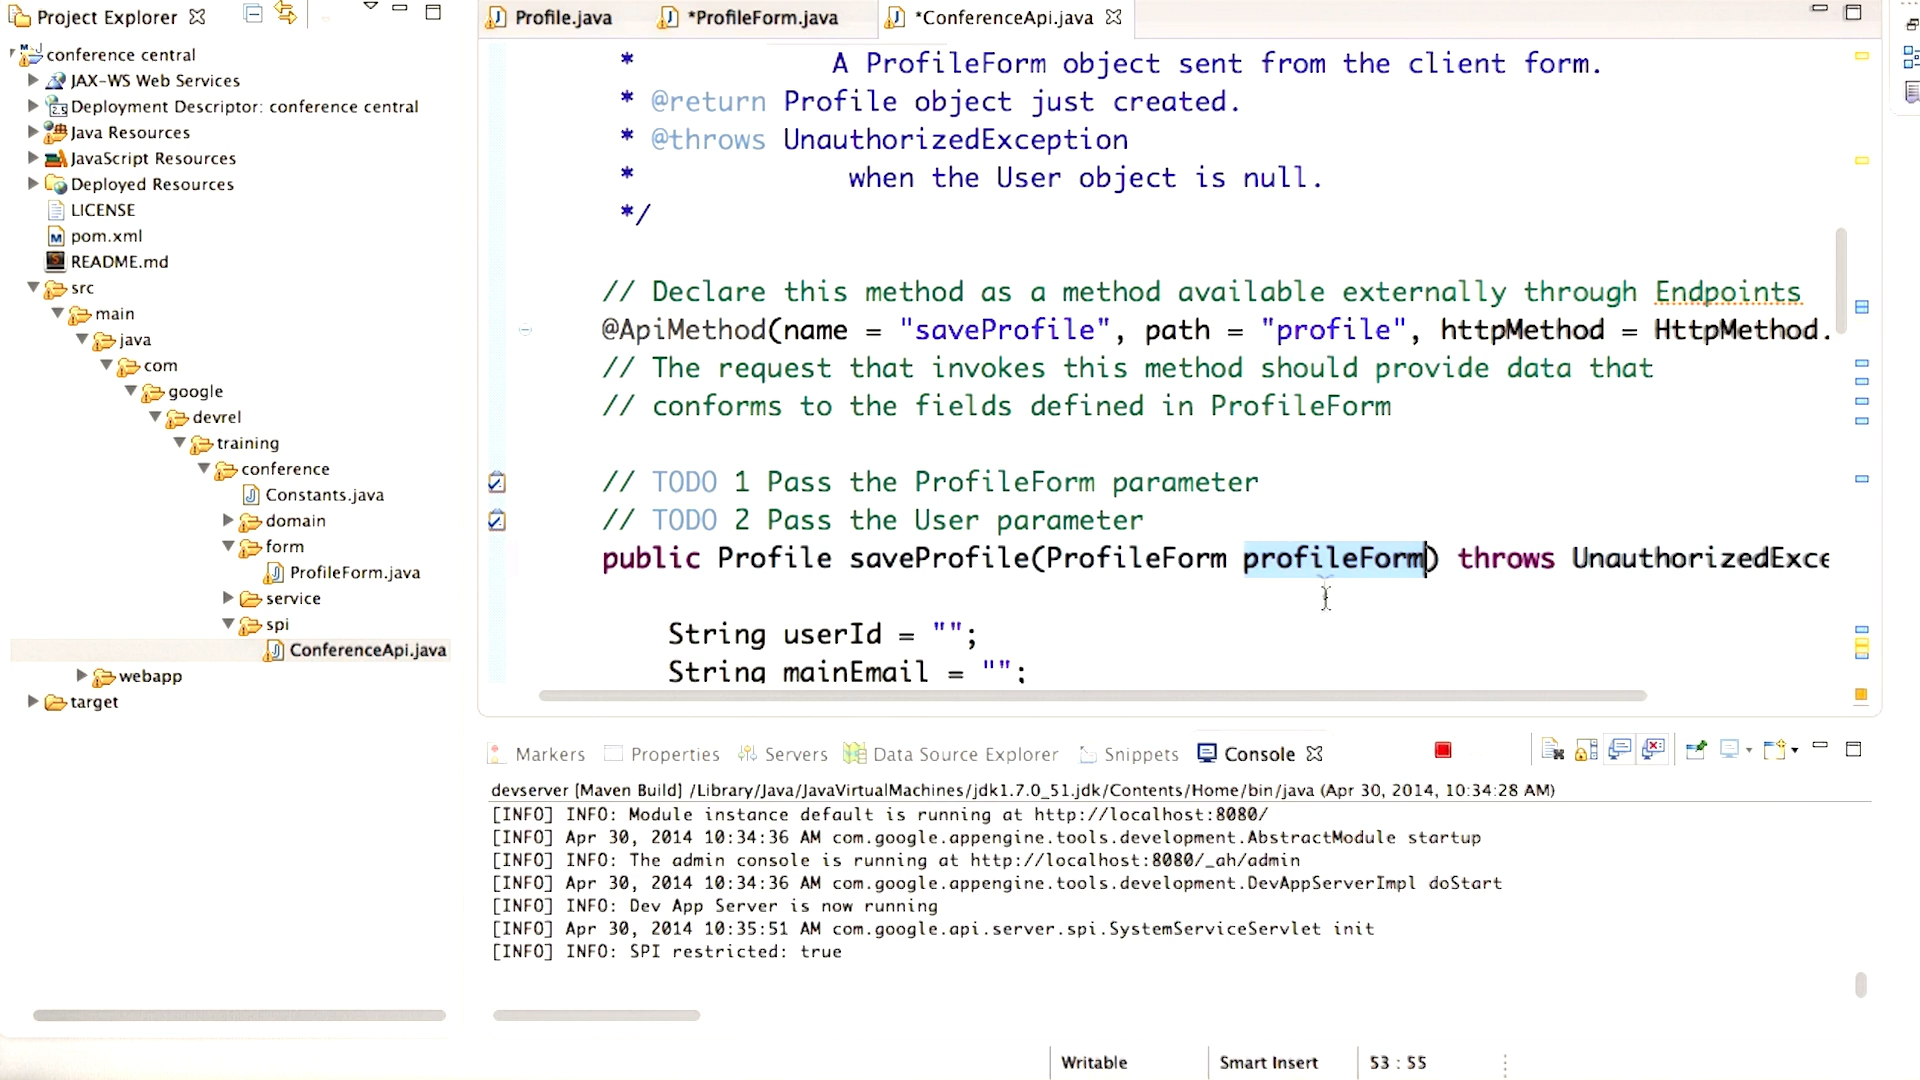 Project Explorer
conference central
JAX-WS Web Services
Deployment Descriptor: conference central
Java Resources
JavaScript Resources
Deployed Resources
LICENSE
pom.xml
README.md
src
main
java
com
google
devrel
training
conference
Constants.java
domain
form
ProfileForm.java
service
spi
ConferenceApi.java
webapp
target
Profile.java
*ProfileForm.java
*ConferenceApi.java
* A ProfileForm object sent from the client form.
* @return Profile object just created.
* @throws UnauthorizedException
* when the User object is null.
*/
// Declare this method as a method available externally through Endpoints
@ApiMethod(name = "saveProfile", path = "profile", httpMethod = HttpMethod.
// The request that invokes this method should provide data that
// conforms to the fields defined in ProfileForm
// TODO 1 Pass the ProfileForm parameter
// TODO 2 Pass the User parameter
public Profile saveProfile(ProfileForm profileForm) throws UnauthorizedExce
String userId = "";
String mainEmail = "";
Markers Properties Servers Data Source Explorer Snippets Console
devserver [Maven Build] /Library/Java/JavaVirtualMachines/jdk1.7.0_51.jdk/Contents/Home/bin/java (Apr 30, 2014, 10:34:28 AM)
[INFO] INFO: Module instance default is running at http://localhost:8080/
[INFO] Apr 30, 2014 10:34:36 AM com.google.appengine.tools.development.AbstractModule startup
[INFO] INFO: The admin console is running at http://localhost:8080/_ah/admin
[INFO] Apr 30, 2014 10:34:36 AM com.google.appengine.tools.development.DevAppServerImpl doStart
[INFO] INFO: Dev App Server is now running
[INFO] Apr 30, 2014 10:35:51 AM com.google.api.server.spi.SystemServiceServlet init
[INFO] INFO: SPI restricted: true
Writable Smart Insert 53 : 55